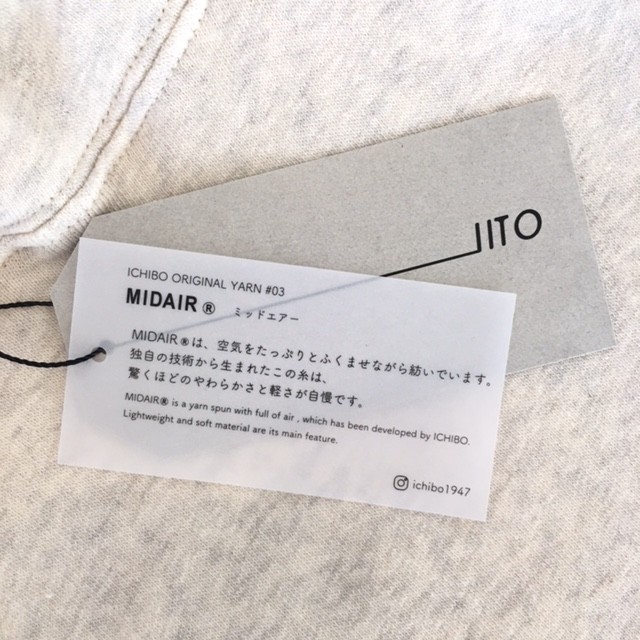 IITO
ICHIBO ORIGINAL YARN #03
MIDAIR® ミッドエアー
MIDAIR®は、空気をたっぷりとふくませながら紡いでいます。
独自の技術から生まれたこの糸は、
驚くほどのやわらかさと軽さが自慢です。
MIDAIR® is a yarn spun with full of air , which has been developed by ICHIBO.
Lightweight and soft material are its main feature.
ichibo1947